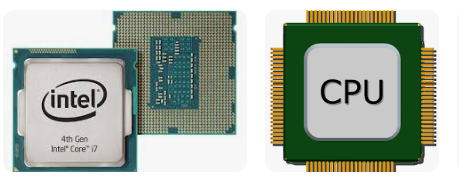 intel
4th Gen
Intel® Core™ i7
CPU